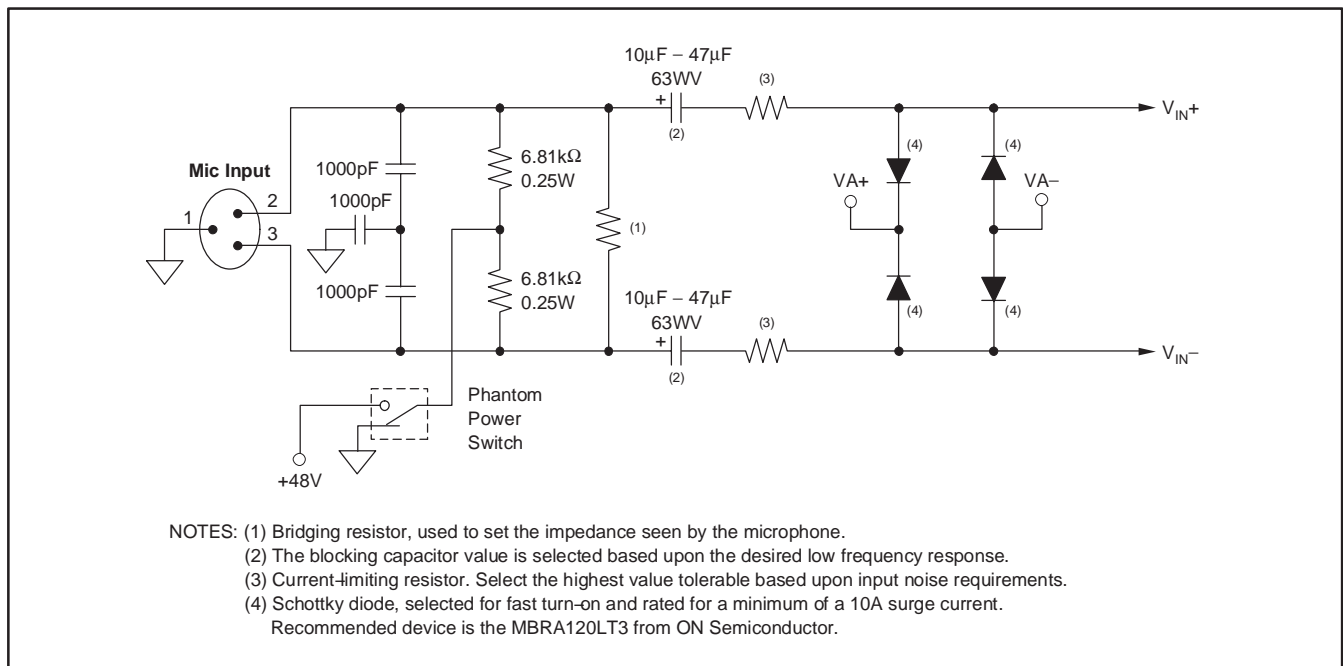 10μF – 47μF
63WV
+
(2)
(3)
V_IN+
Mic Input
1
2
3
1000pF
1000pF
1000pF
6.81kΩ
0.25W
6.81kΩ
0.25W
(1)
(4)
(4)
VA+
VA–
(4)
(4)
10μF – 47μF
63WV
+
(2)
(3)
V_IN–
Phantom
Power
Switch
+48V
NOTES: (1) Bridging resistor, used to set the impedance seen by the microphone.
(2) The blocking capacitor value is selected based upon the desired low frequency response.
(3) Current-limiting resistor. Select the highest value tolerable based upon input noise requirements.
(4) Schottky diode, selected for fast turn-on and rated for a minimum of a 10A surge current.
Recommended device is the MBRA120LT3 from ON Semiconductor.